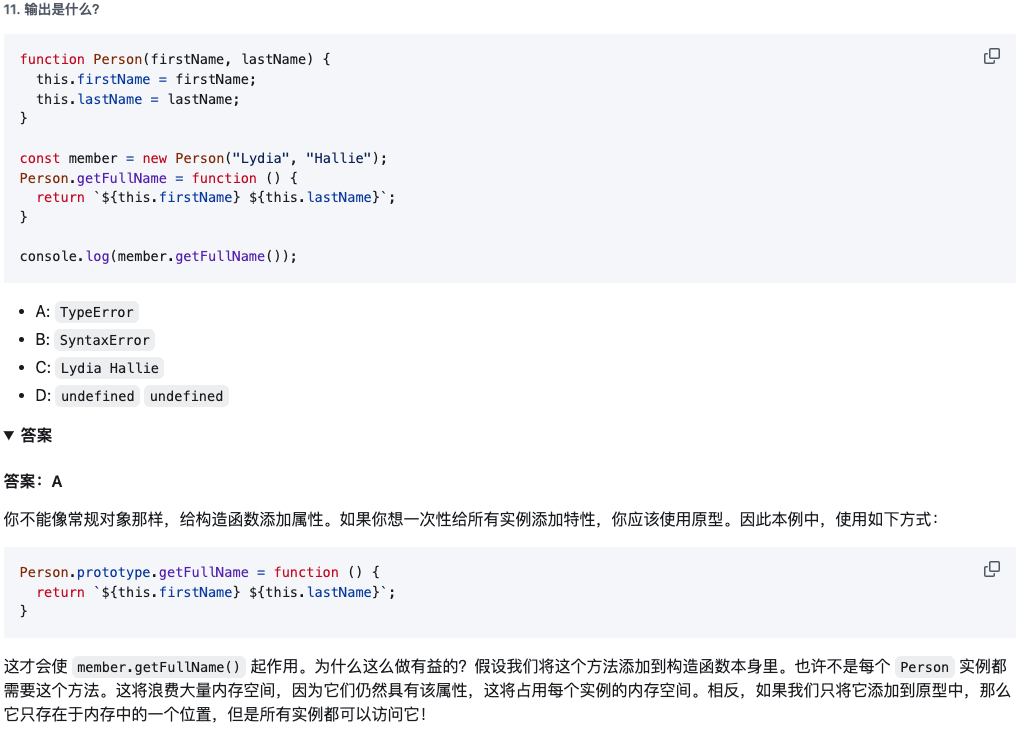 11. 输出是什么?
function Person(firstName, lastName) {
  this.firstName = firstName;
  this.lastName = lastName;
}
const member = new Person("Lydia", "Hallie");
Person.getFullName = function () {
  return `${this.firstName} ${this.lastName}`;
}
console.log(member.getFullName());
• A: TypeError
• B: SyntaxError
• C: Lydia Hallie
• D: undefined undefined
▼ 答案
答案：A
你不能像常规对象那样，给构造函数添加属性。如果你想一次性给所有实例添加特性，你应该使用原型。因此本例中，使用如下方式：
Person.prototype.getFullName = function () {
  return `${this.firstName} ${this.lastName}`;
}
这才会使 member.getFullName() 起作用。为什么这么做有益的？假设我们将这个方法添加到构造函数本身里。也许不是每个 Person 实例都
需要这个方法。这将浪费大量内存空间，因为它们仍然具有该属性，这将占用每个实例的内存空间。相反，如果我们只将它添加到原型中，那么
它只存在于内存中的一个位置，但是所有实例都可以访问它！